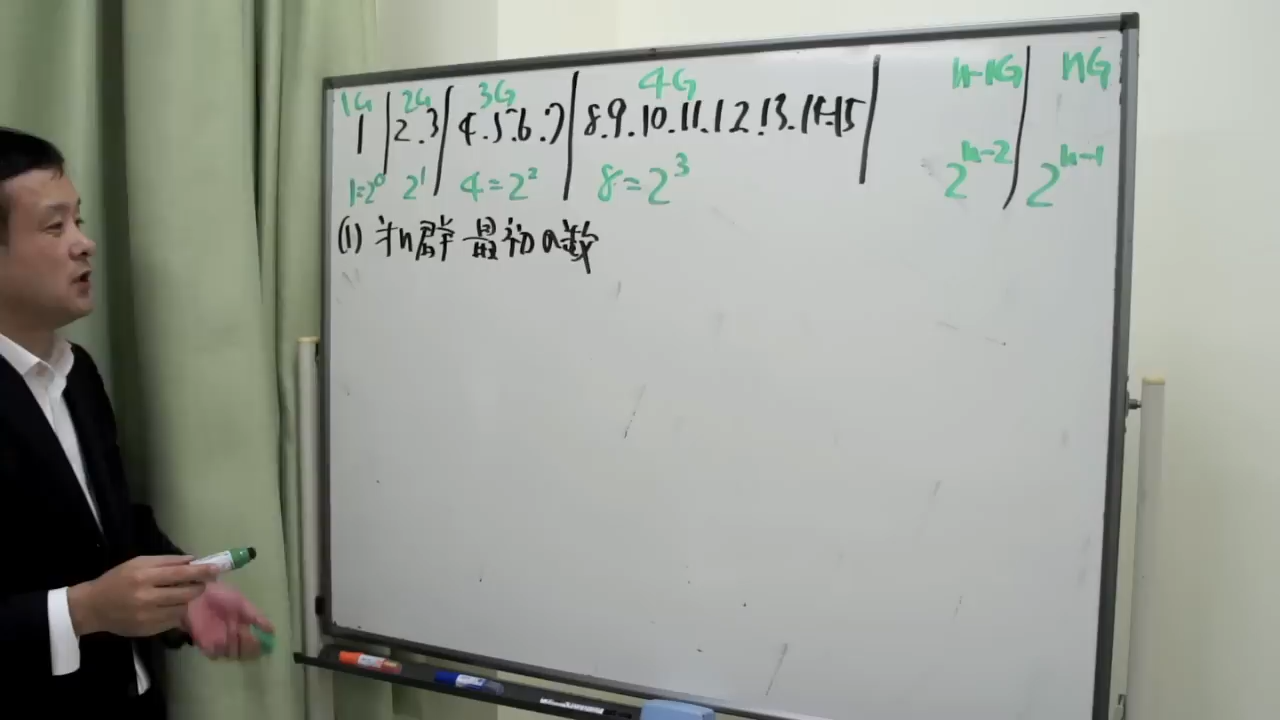 1G 2G 3G 4G n-1G nG
1 | 2.3 | 4.5.6.7 | 8.9.10.11.12.13.14.15 |
1=2⁰ 2¹ 4=2² 8=2³ 2ⁿ⁻² 2ⁿ⁻¹
(1) 第n群最初の数